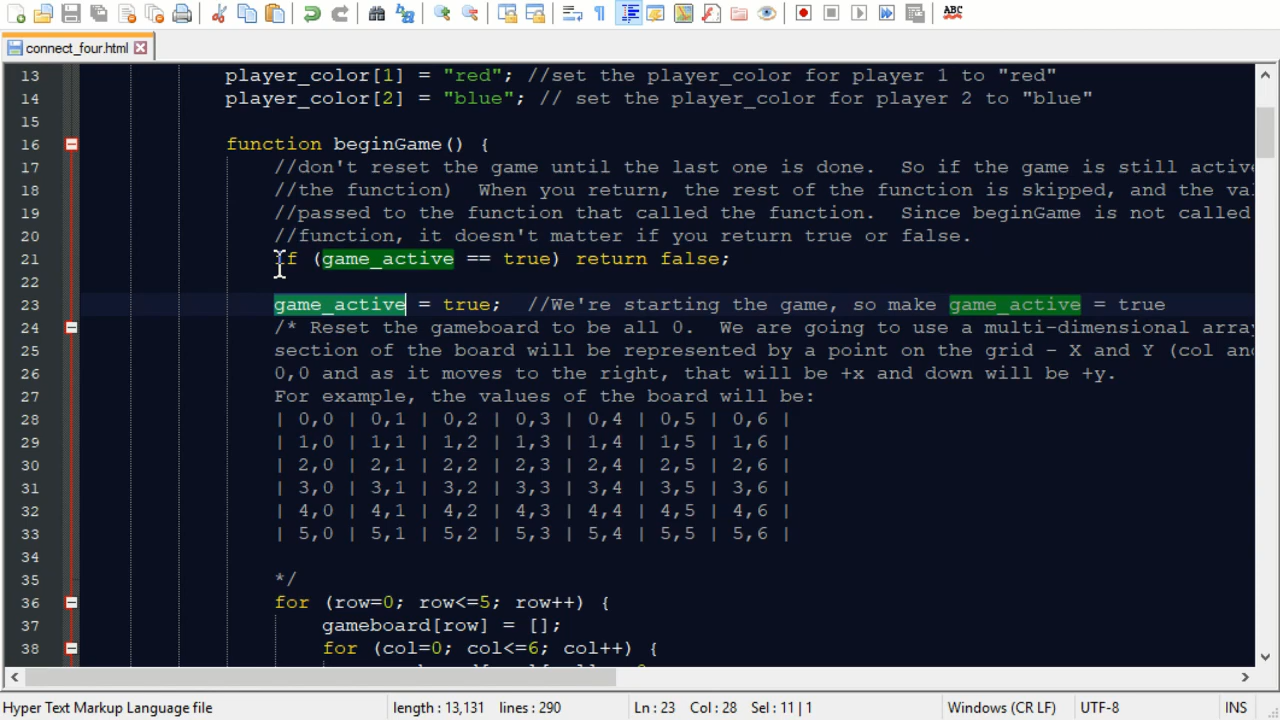 ABC
connect_four.html
13 player_color[1] = "red"; //set the player_color for player 1 to "red"
14 player_color[2] = "blue"; // set the player_color for player 2 to "blue"
15
16 function beginGame() {
17 //don't reset the game until the last one is done.  So if the game is still active
18 //the function)  When you return, the rest of the function is skipped, and the
19 //passed to the function that called the function.  Since beginGame is not called
20 //function, it doesn't matter if you return true or false.
21 if (game_active == true) return false;
22
23 game_active = true;  //We're starting the game, so make game_active = true
24 /* Reset the gameboard to be all 0.  We are going to use a multi-dimensional array
25 section of the board will be represented by a point on the grid - X and Y (col
26 0,0 and as it moves to the right, that will be +x and down will be +y.
27 For example, the values of the board will be:
28 | 0,0 | 0,1 | 0,2 | 0,3 | 0,4 | 0,5 | 0,6 |
29 | 1,0 | 1,1 | 1,2 | 1,3 | 1,4 | 1,5 | 1,6 |
30 | 2,0 | 2,1 | 2,2 | 2,3 | 2,4 | 2,5 | 2,6 |
31 | 3,0 | 3,1 | 3,2 | 3,3 | 3,4 | 3,5 | 3,6 |
32 | 4,0 | 4,1 | 4,2 | 4,3 | 4,4 | 4,5 | 4,6 |
33 | 5,0 | 5,1 | 5,2 | 5,3 | 5,4 | 5,5 | 5,6 |
34
35 */
36 for (row=0; row<=5; row++) {
37 gameboard[row] = [];
38 for (col=0; col<=6; col++) {
Hyper Text Markup Language file length : 13,131 lines : 290 Ln : 23 Col : 28 Sel : 11 | 1 Windows (CR LF) UTF-8 INS